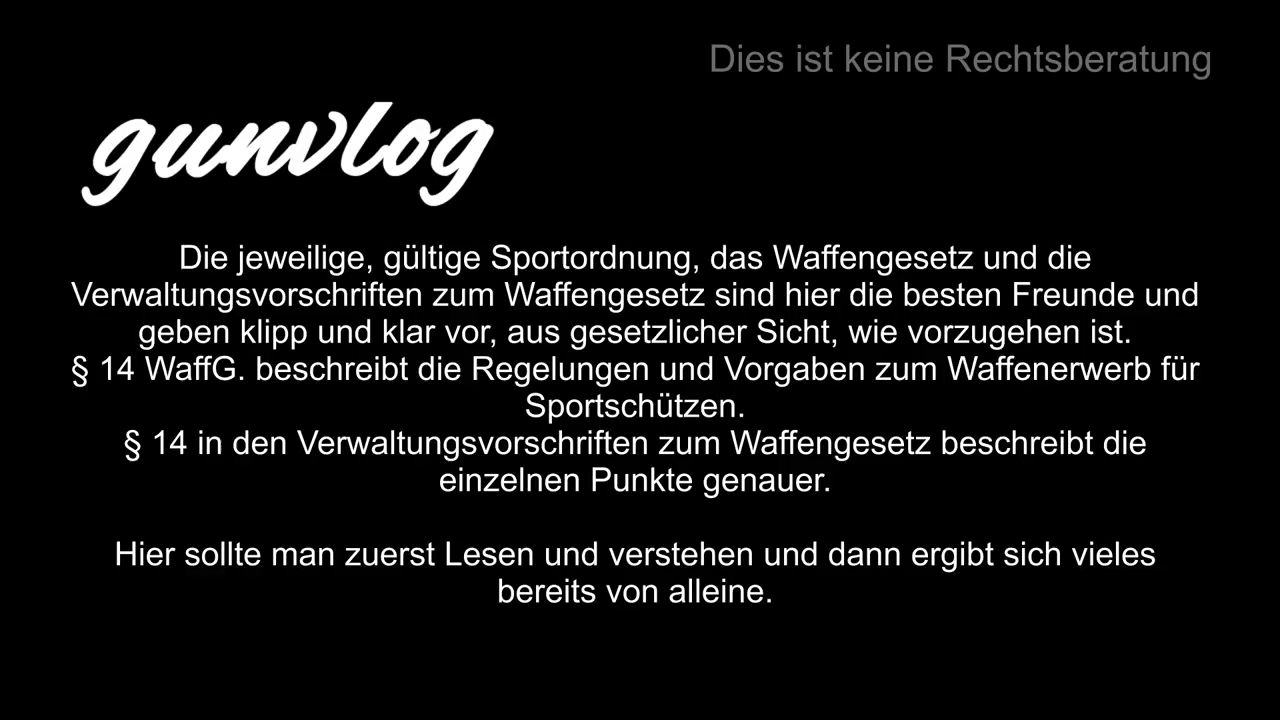 Dies ist keine Rechtsberatung
gunvlog
Die jeweilige, gültige Sportordnung, das Waffengesetz und die
Verwaltungsvorschriften zum Waffengesetz sind hier die besten Freunde und
geben klipp und klar vor, aus gesetzlicher Sicht, wie vorzugehen ist.
§ 14 WaffG. beschreibt die Regelungen und Vorgaben zum Waffenerwerb für
Sportschützen.
§ 14 in den Verwaltungsvorschriften zum Waffengesetz beschreibt die
einzelnen Punkte genauer.
Hier sollte man zuerst Lesen und verstehen und dann ergibt sich vieles
bereits von alleine.